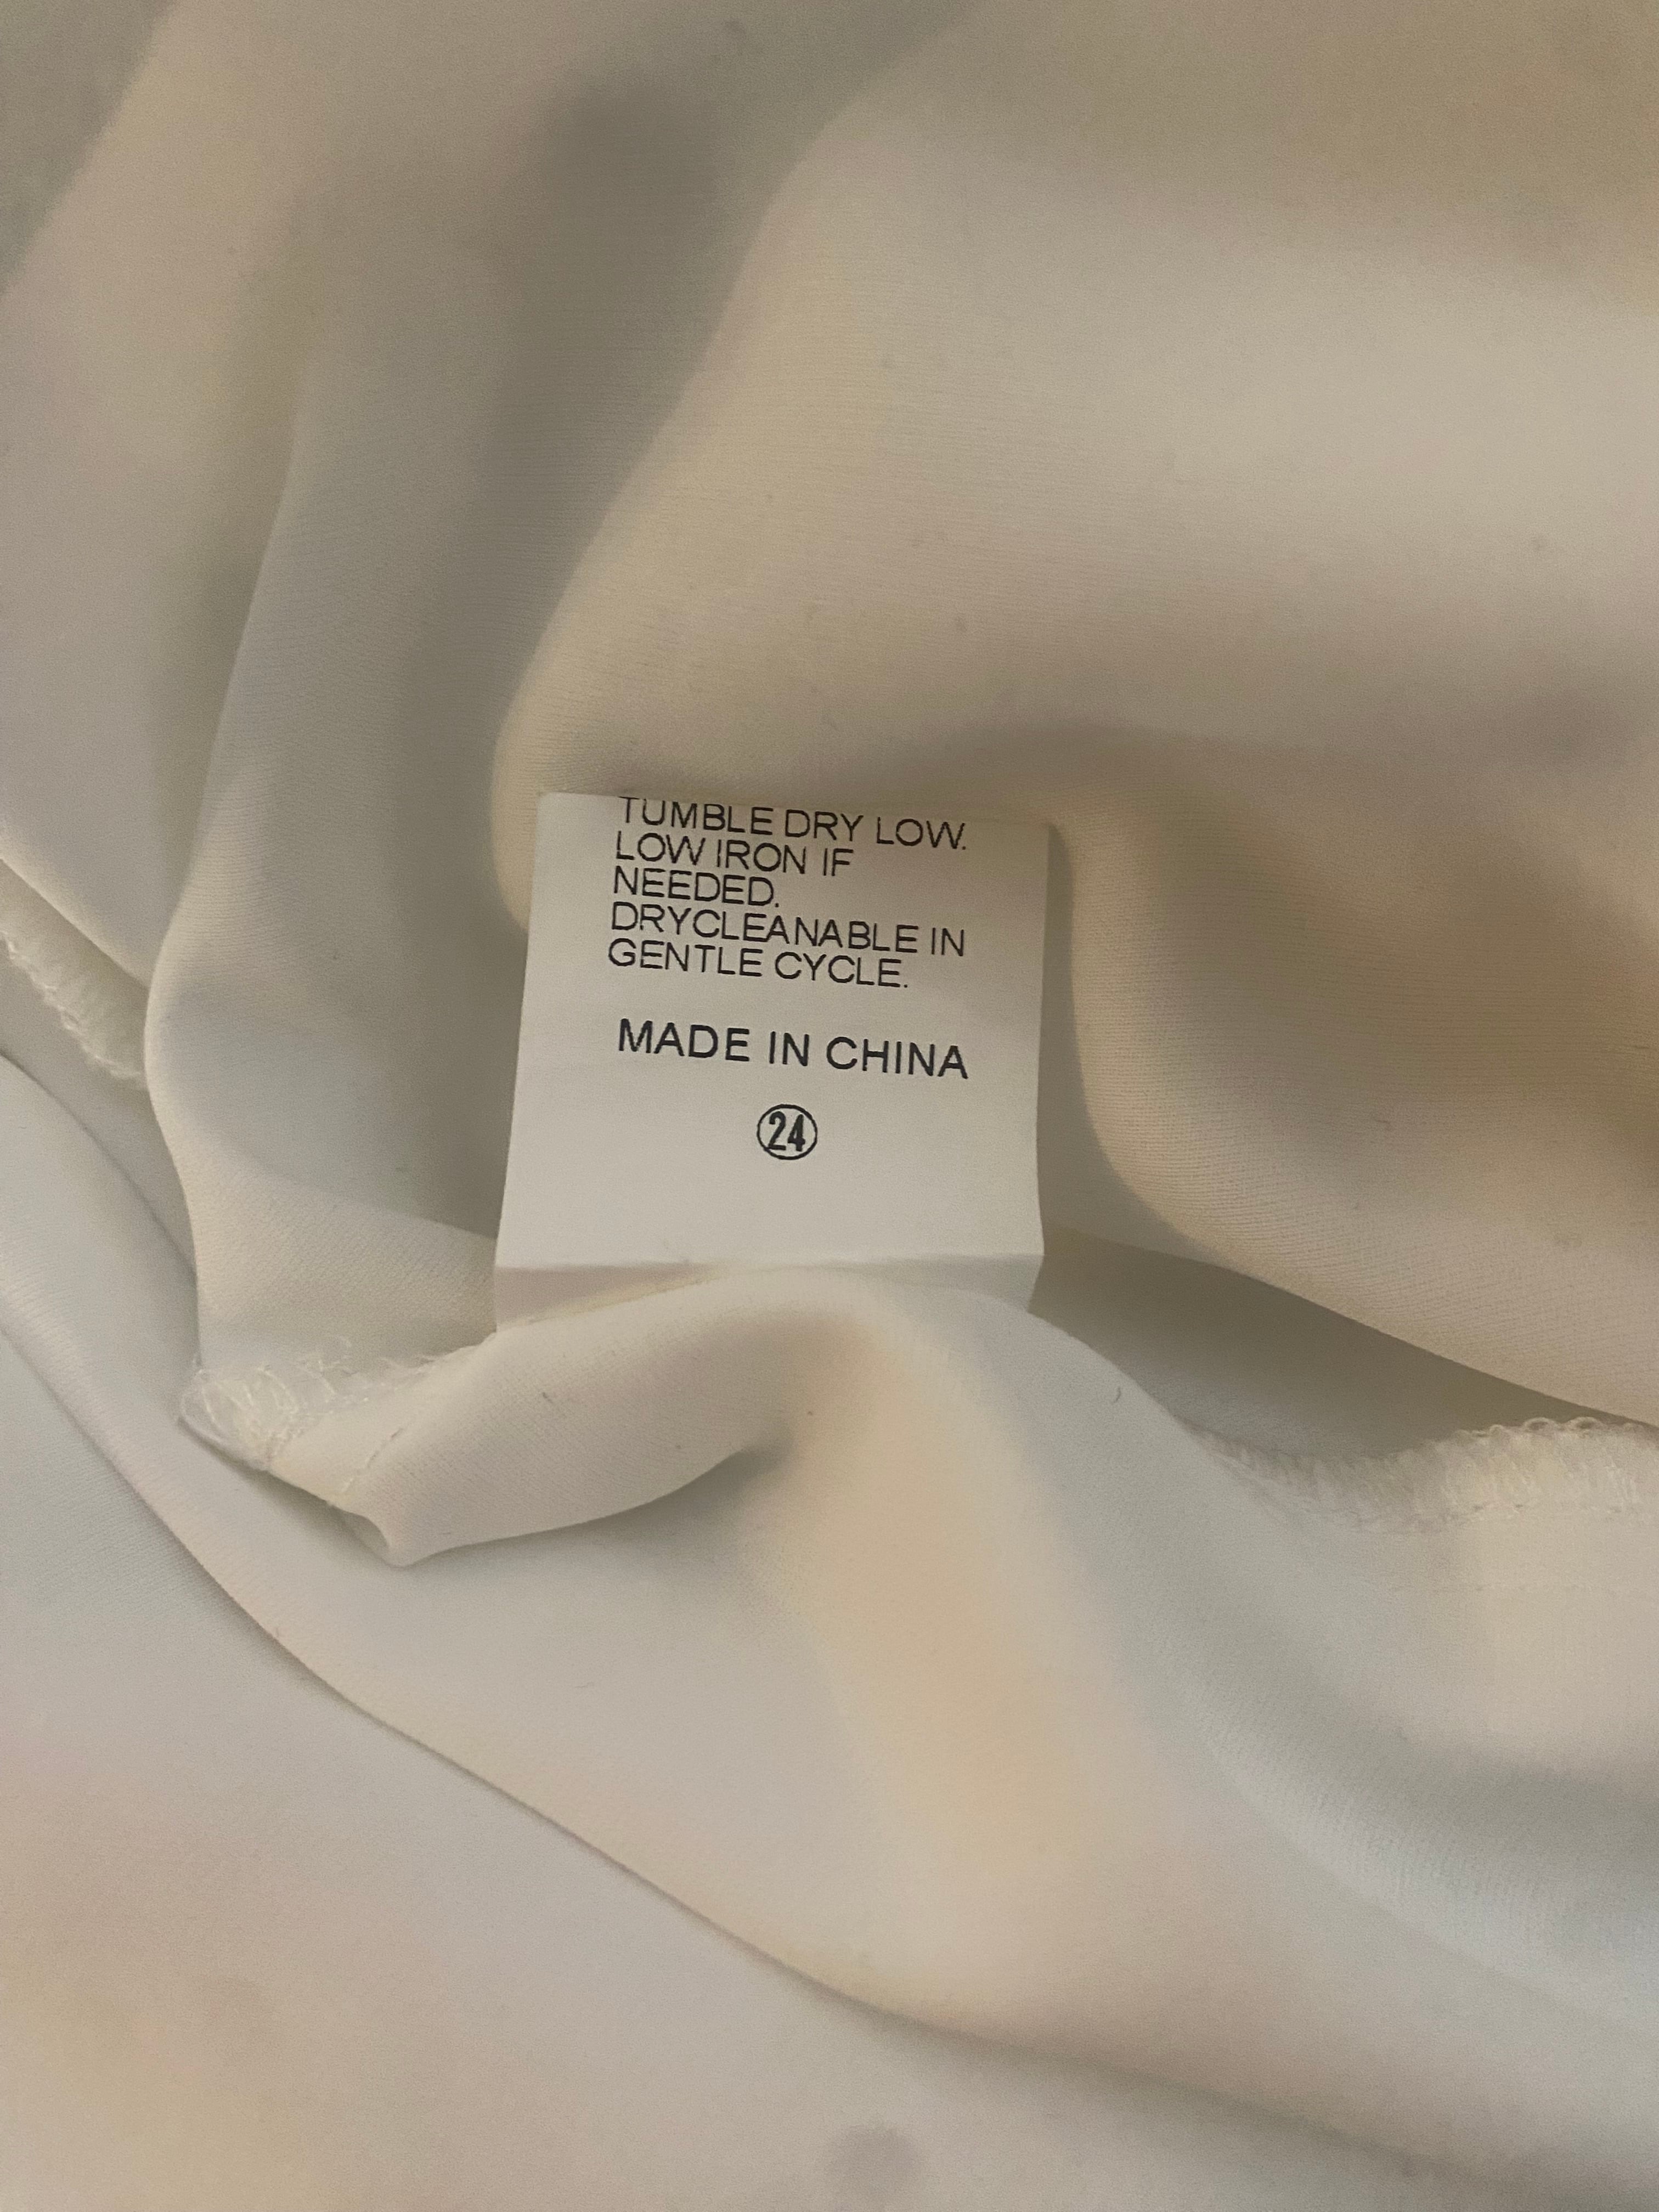 TUMBLE DRY LOW.
LOW IRON IF
NEEDED.
DRYCLEANABLE IN
GENTLE CYCLE.
MADE IN CHINA
24